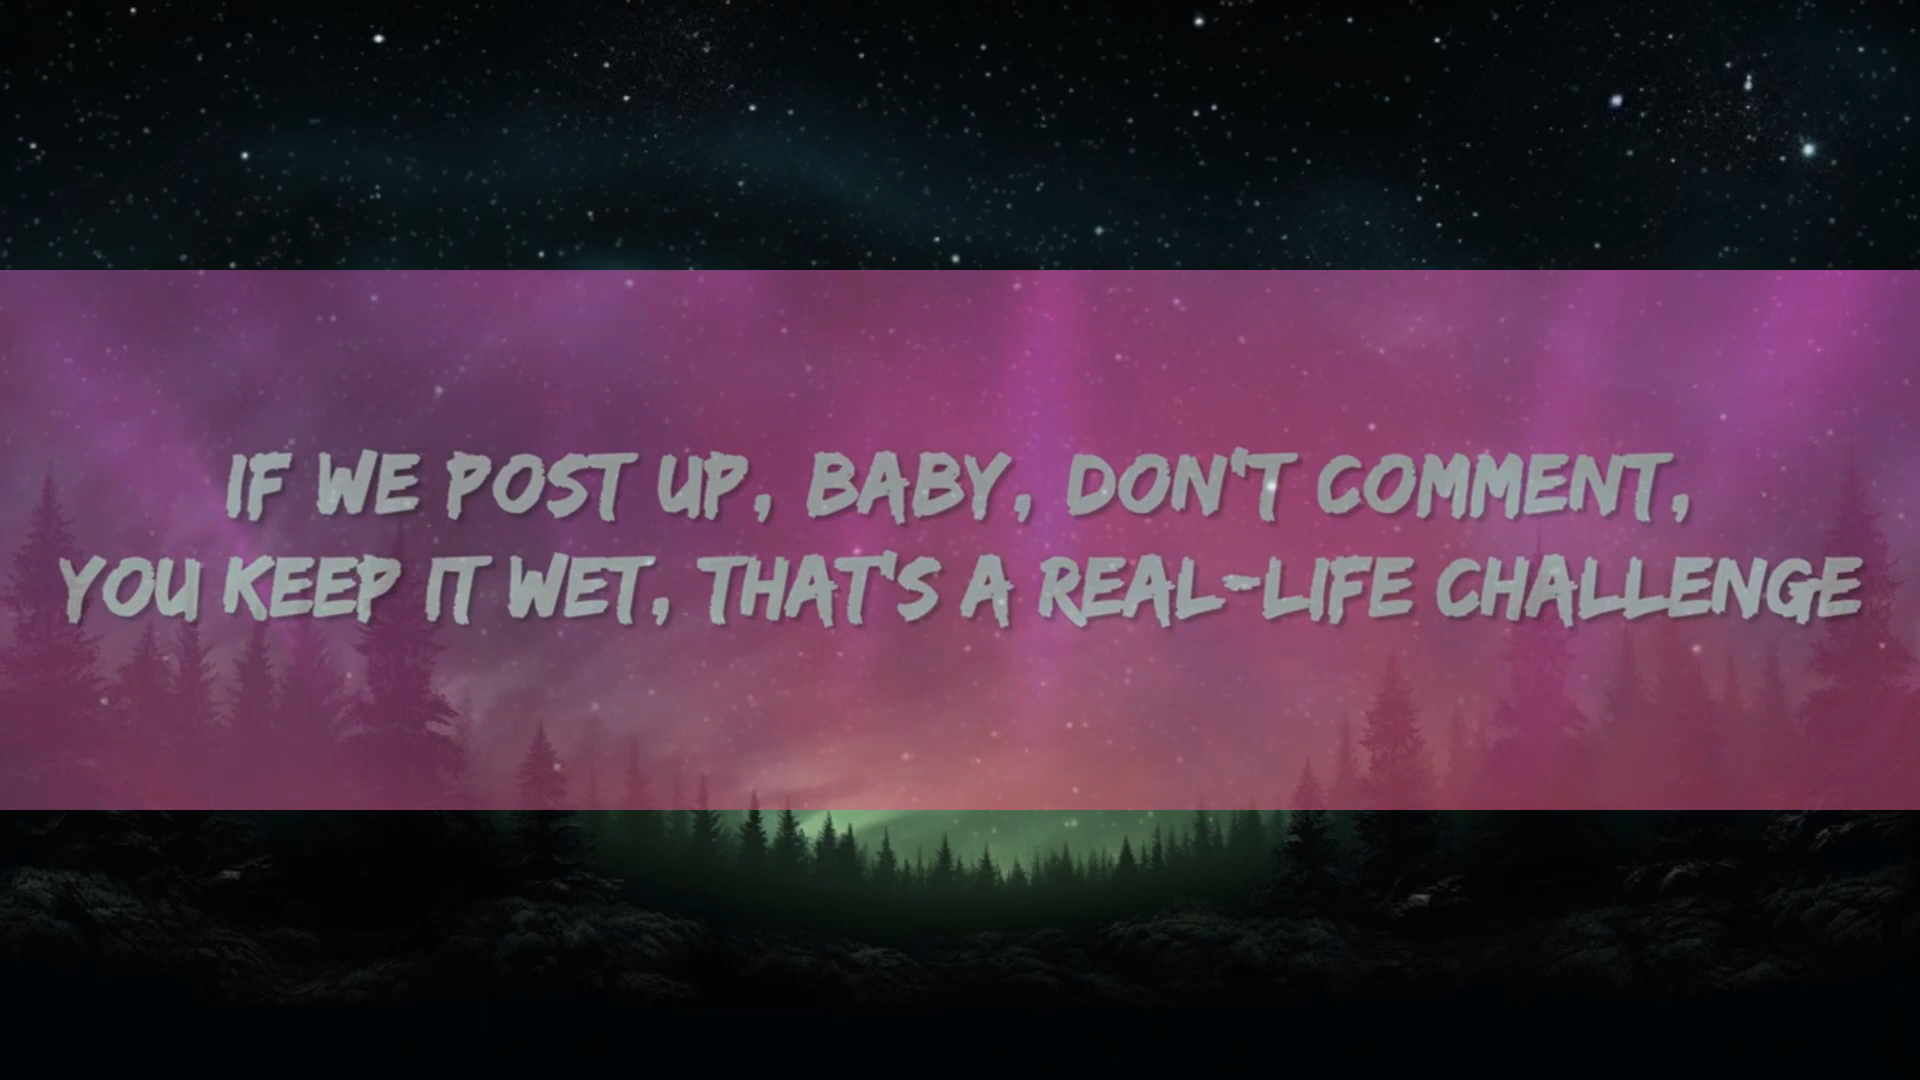 IF WE POST UP, BABY, DON'T COMMENT,
YOU KEEP IT WET, THAT'S A REAL-LIFE CHALLENGE